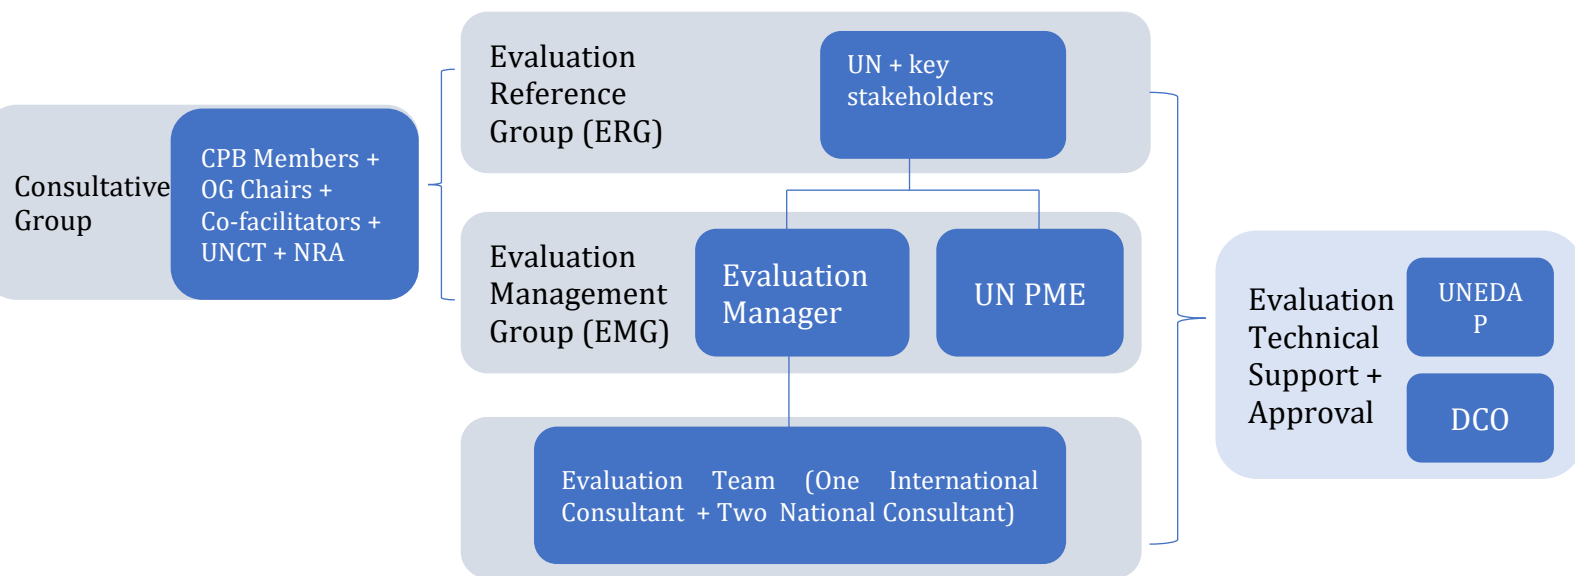 Consultative
Group
CPB Members +
OG Chairs +
Co-facilitators +
UNCT + NRA
Evaluation
Reference
Group (ERG)
UN + key
stakeholders
Evaluation
Management
Group (EMG)
Evaluation
Manager
UN PME
Evaluation Team (One International
Consultant + Two National Consultant)
Evaluation
Technical
Support +
Approval
UNEDA
P
DCO